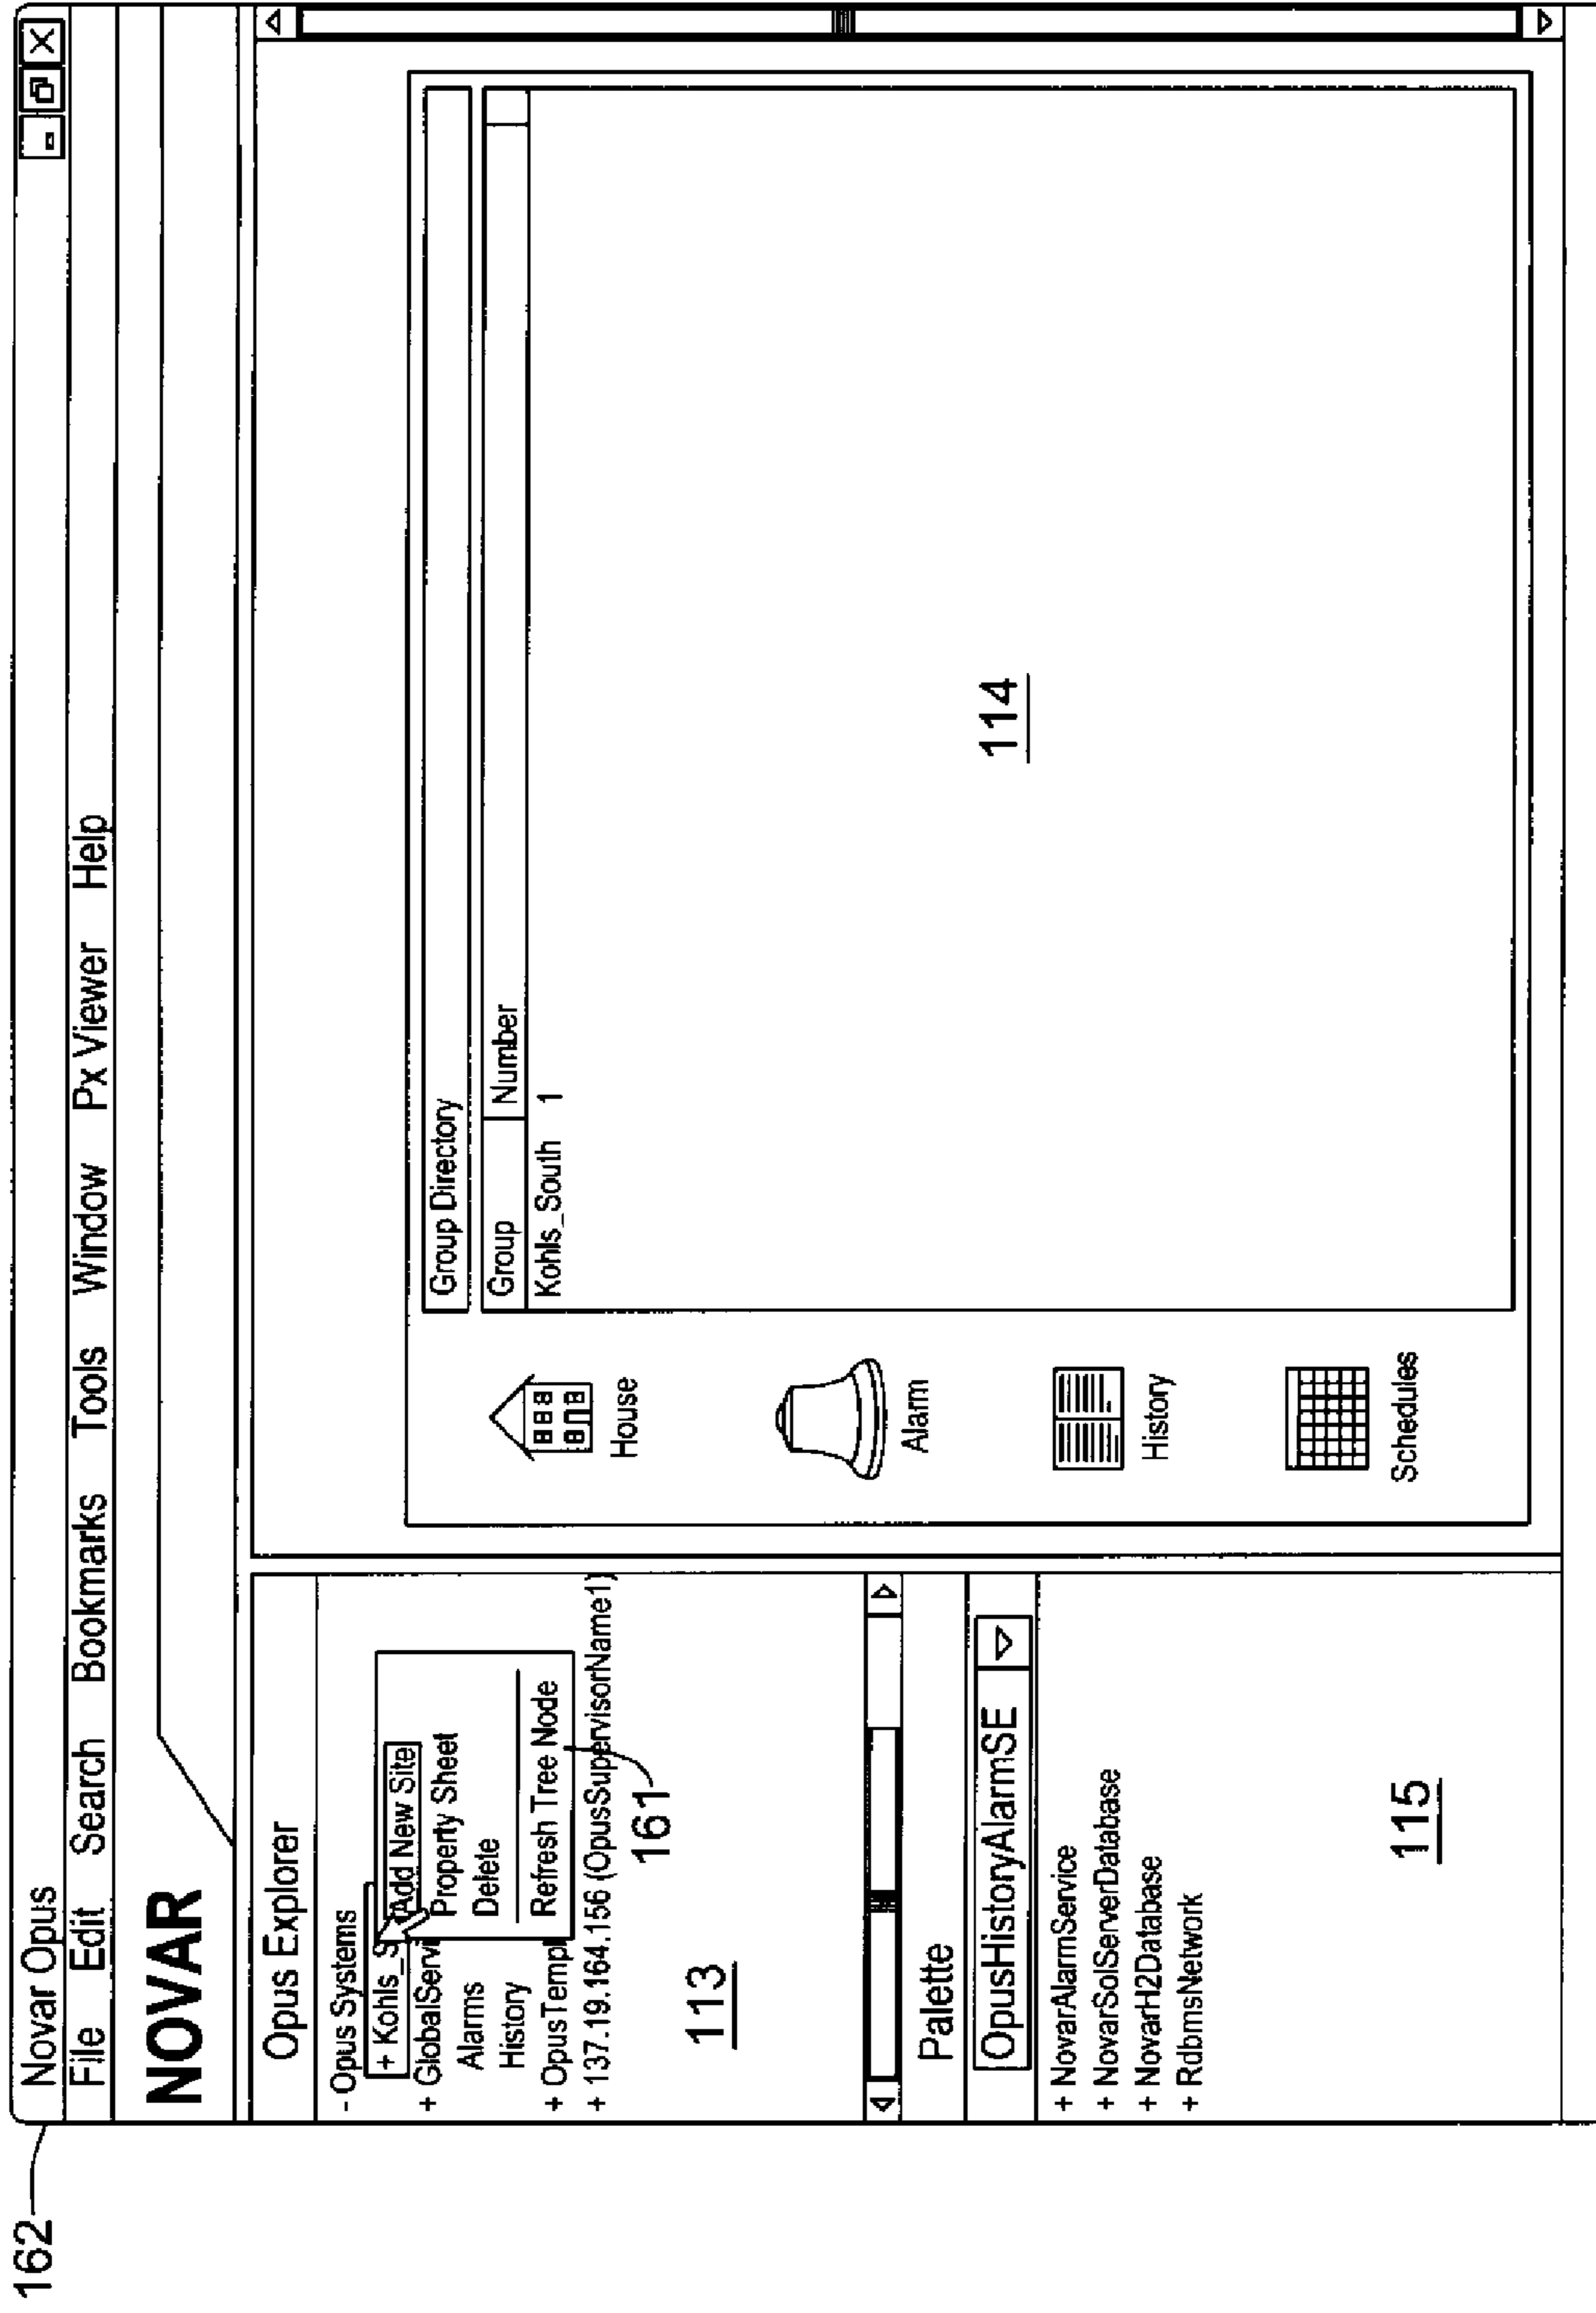 162
Novar Opus
File Edit Search Bookmarks Tools Window Px Viewer Help
NOVAR
Opus Explorer
- Opus Systems
+ Kohls_S
+ GlobalServi
Alarms
History
+ OpusTempl
+ 137.19.164.156 (OpusSupervisorName1)
Add New Site
Property Sheet
Delete
Refresh Tree Node
161
113
Palette
OpusHistoryAlarmSE
+ NovarAlarmService
+ NovarSolServerDatabase
+ NovarH2Database
+ RdbmsNetwork
115
House
Alarm
History
Schedules
Group Directory
Group Number
Kohls_South 1
114